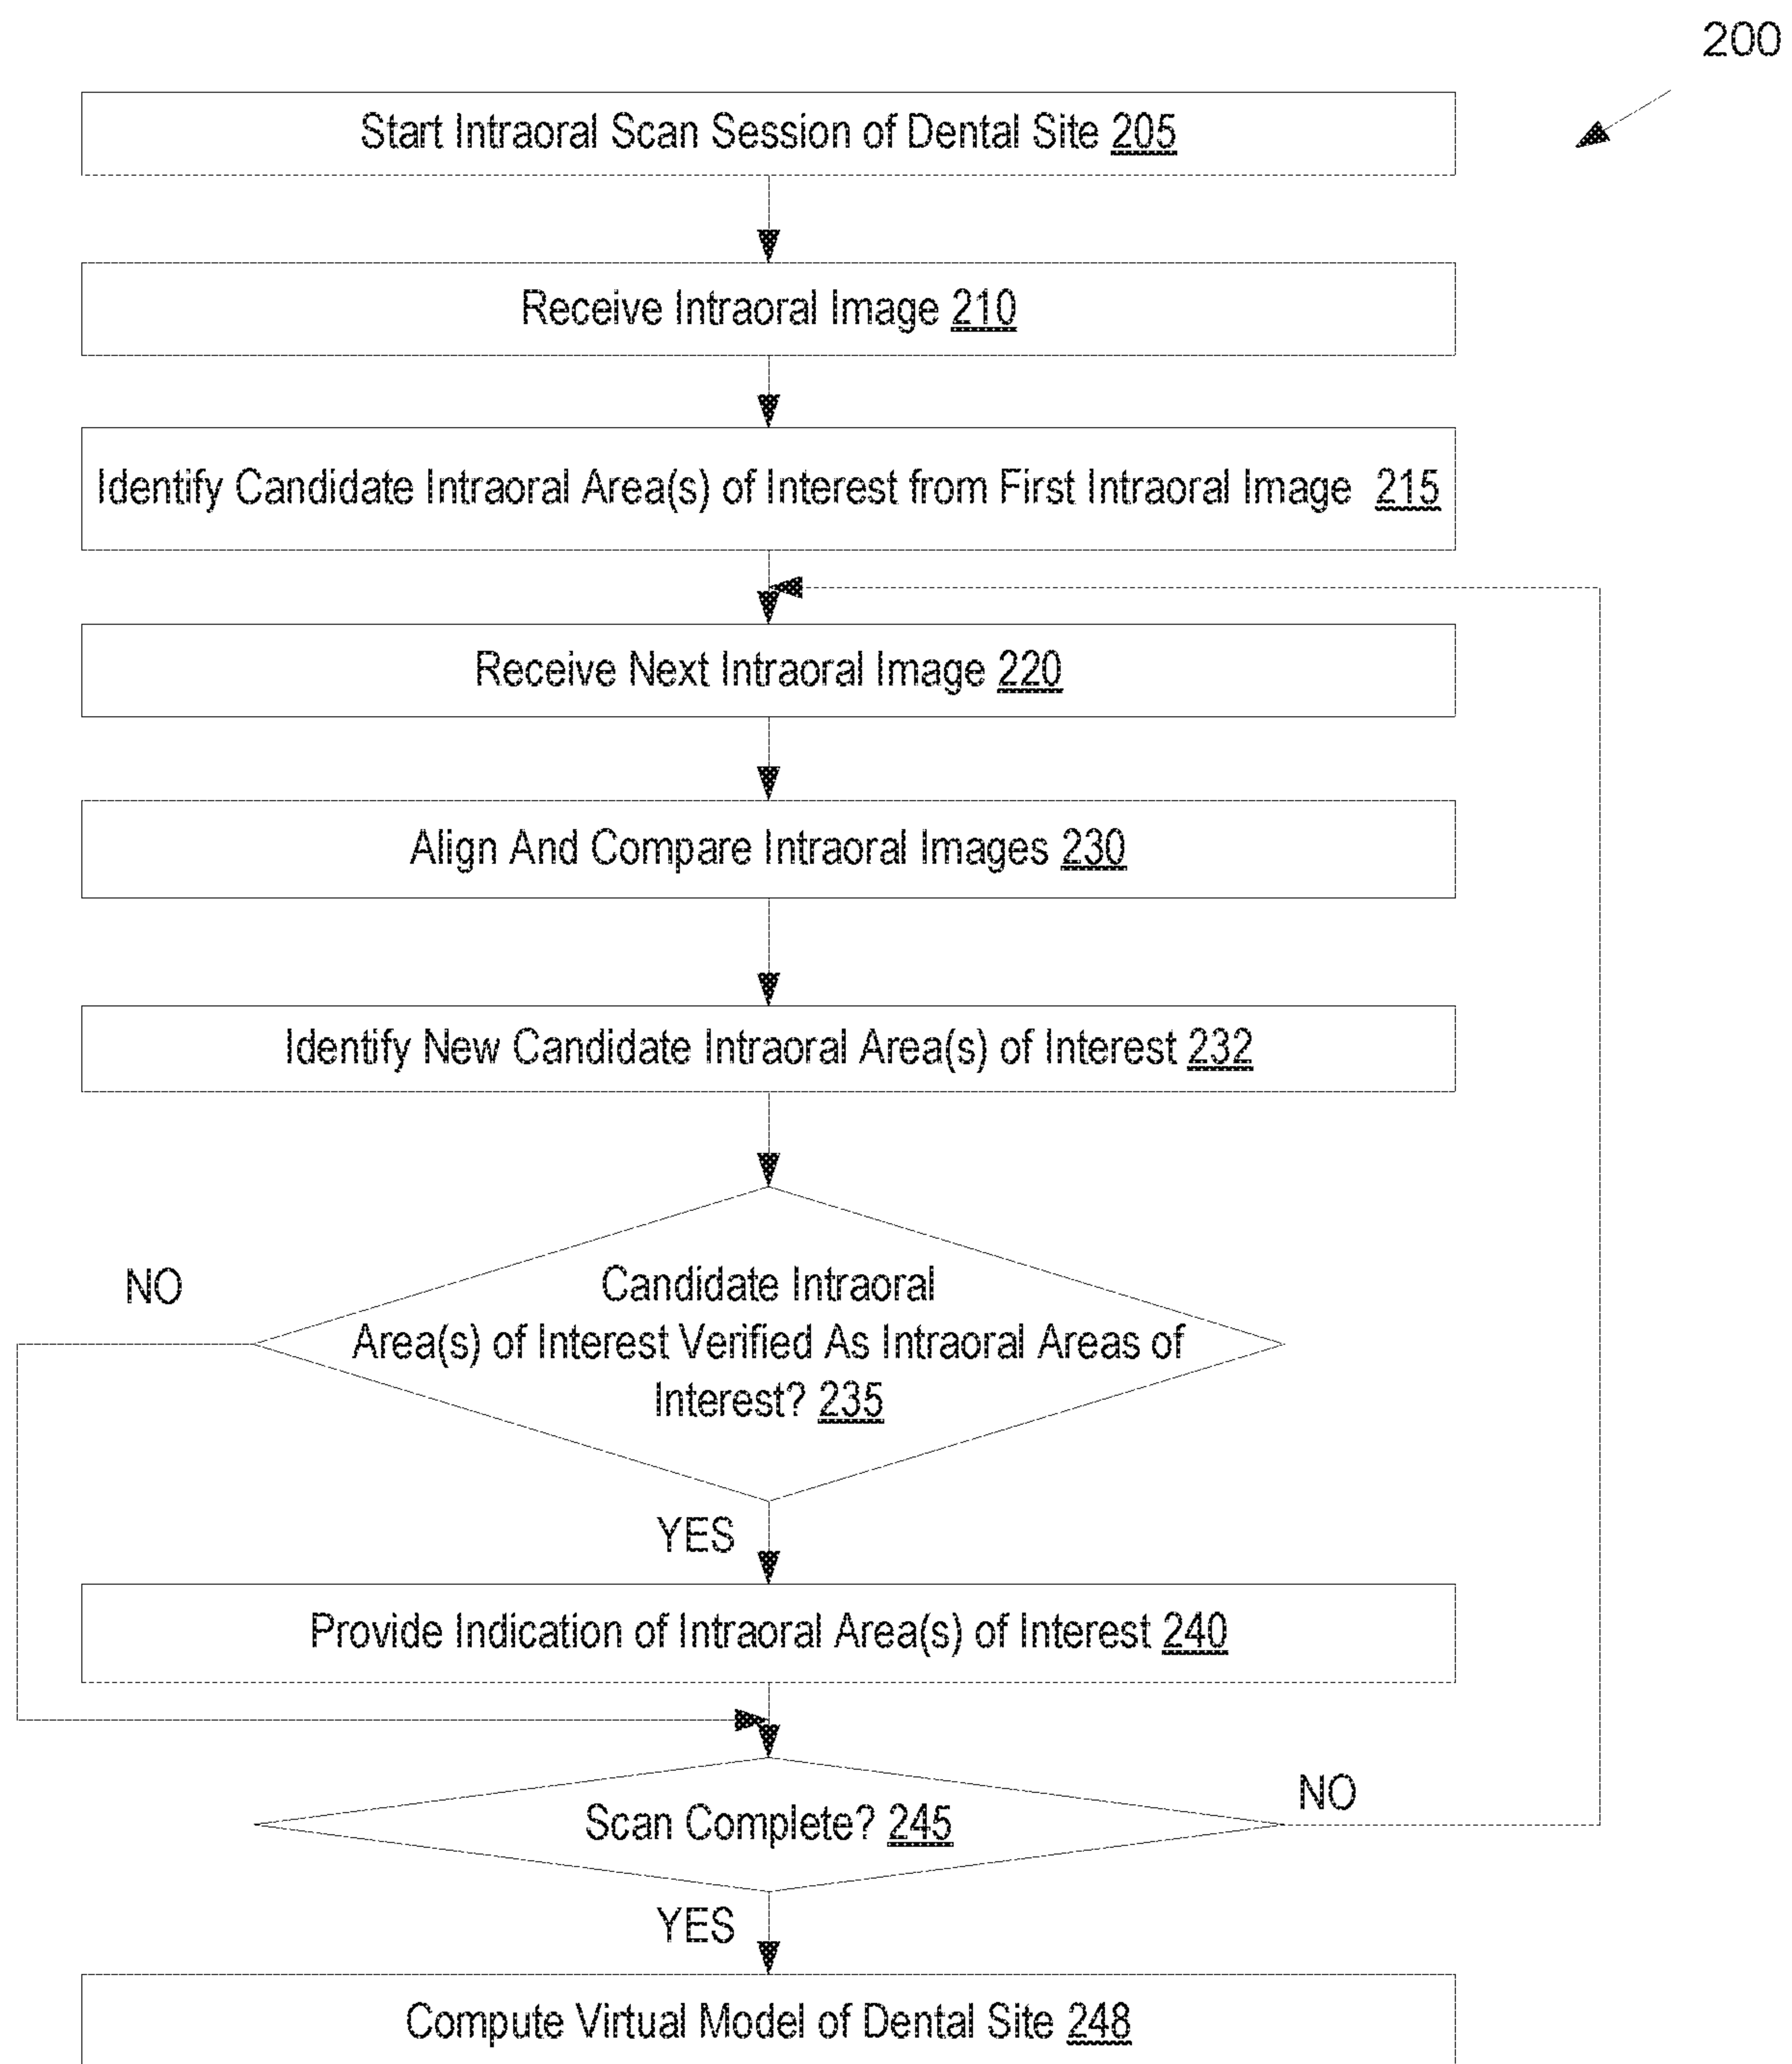 200
Start Intraoral Scan Session of Dental Site 205
Receive Intraoral Image 210
Identify Candidate Intraoral Area(s) of Interest from First Intraoral Image 215
Receive Next Intraoral Image 220
Align And Compare Intraoral Images 230
Identify New Candidate Intraoral Area(s) of Interest 232
NO
Candidate Intraoral
Area(s) of Interest Verified As Intraoral Areas of
Interest? 235
YES
Provide Indication of Intraoral Area(s) of Interest 240
Scan Complete? 245
NO
YES
Compute Virtual Model of Dental Site 248